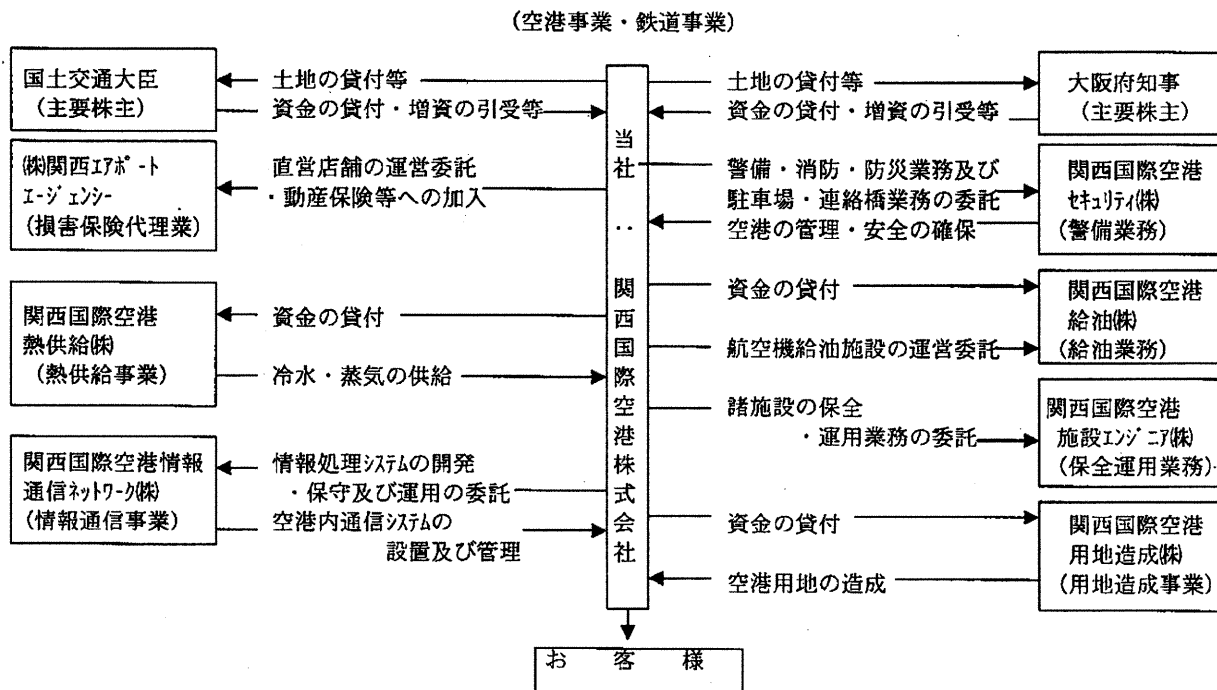 (空港事業・鉄道事業)
国土交通大臣
(主要株主)
土地の貸付等
資金の貸付・増資の引受等
㈱関西エアポート
エージェンシー
(損害保険代理業)
直営店舗の運営委託
・動産保険等への加入
関西国際空港
熱供給㈱
(熱供給事業)
資金の貸付
冷水・蒸気の供給
関西国際空港情報
通信ネットワーク㈱
(情報通信事業)
情報処理システムの開発
・保守及び運用の委託
空港内通信システムの
設置及び管理
当社:関西国際空港株式会社
土地の貸付等
資金の貸付・増資の引受等
大阪府知事
(主要株主)
警備・消防・防災業務及び
駐車場・連絡橋業務の委託
空港の管理・安全の確保
関西国際空港
セキュリティ㈱
(警備業務)
資金の貸付
航空機給油施設の運営委託
関西国際空港
給油㈱
(給油業務)
諸施設の保全
・運用業務の委託
関西国際空港
施設エンジニア㈱
(保全運用業務)
資金の貸付
空港用地の造成
関西国際空港
用地造成㈱
(用地造成事業)
お客様